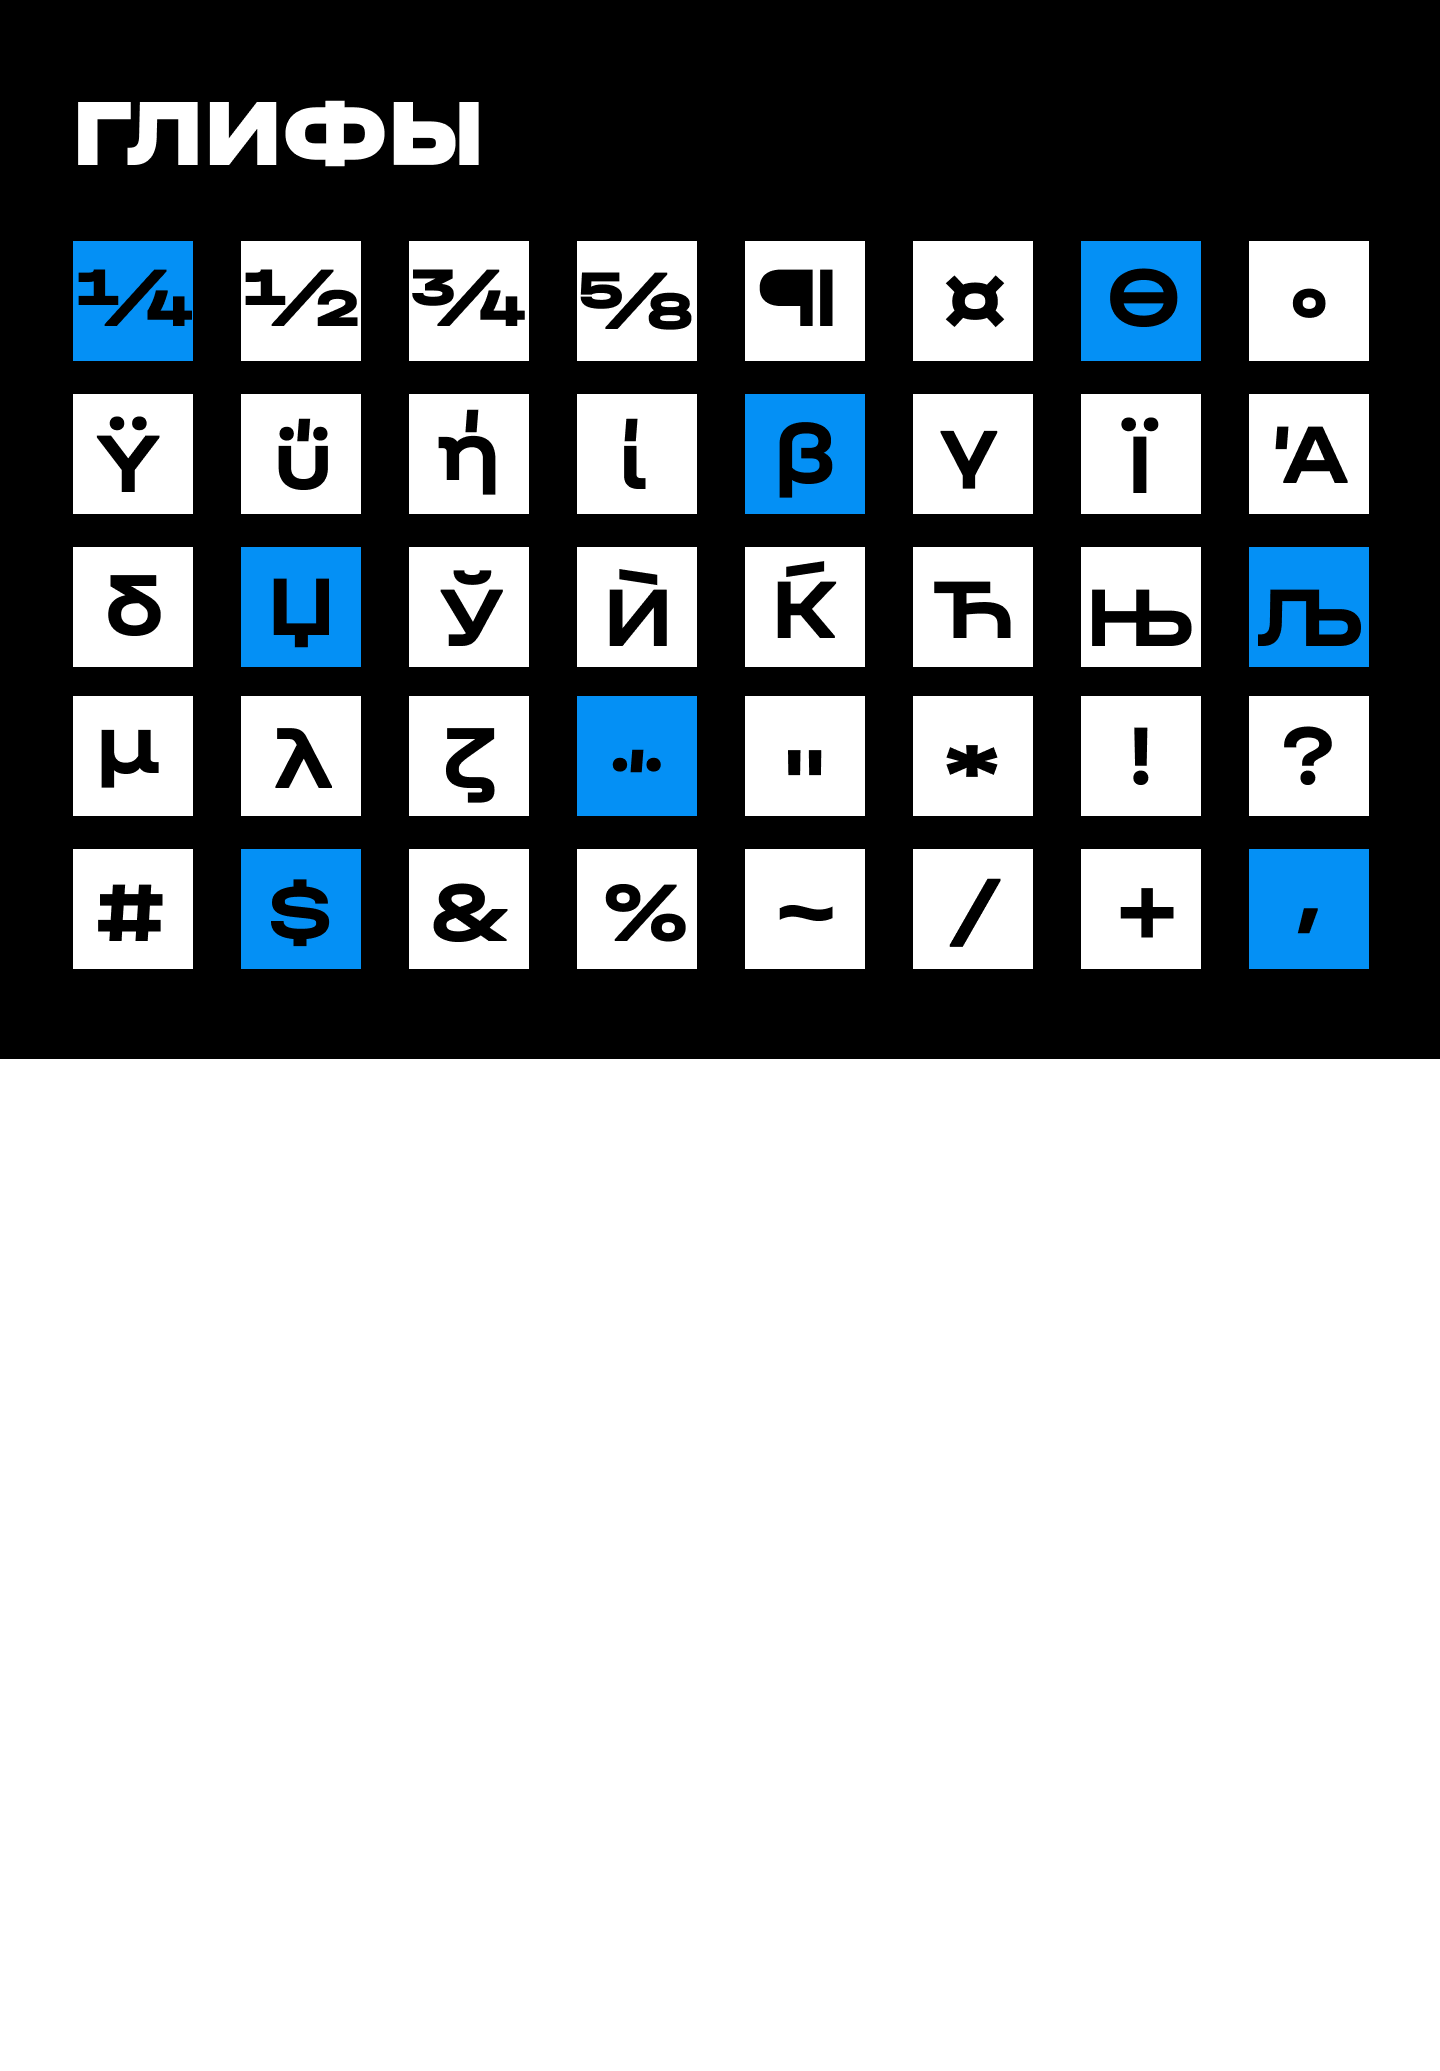 ГЛИФЫ
¼ ½ ¾ ⅝ ¶ ¤ Ө °
Ϋ ΰ ή ί β Ү Ї Ά
δ Џ Ў Ѝ Ќ Ћ Њ Љ
μ λ ζ ΅ " * ! ?
# $ & % ~ / + ,